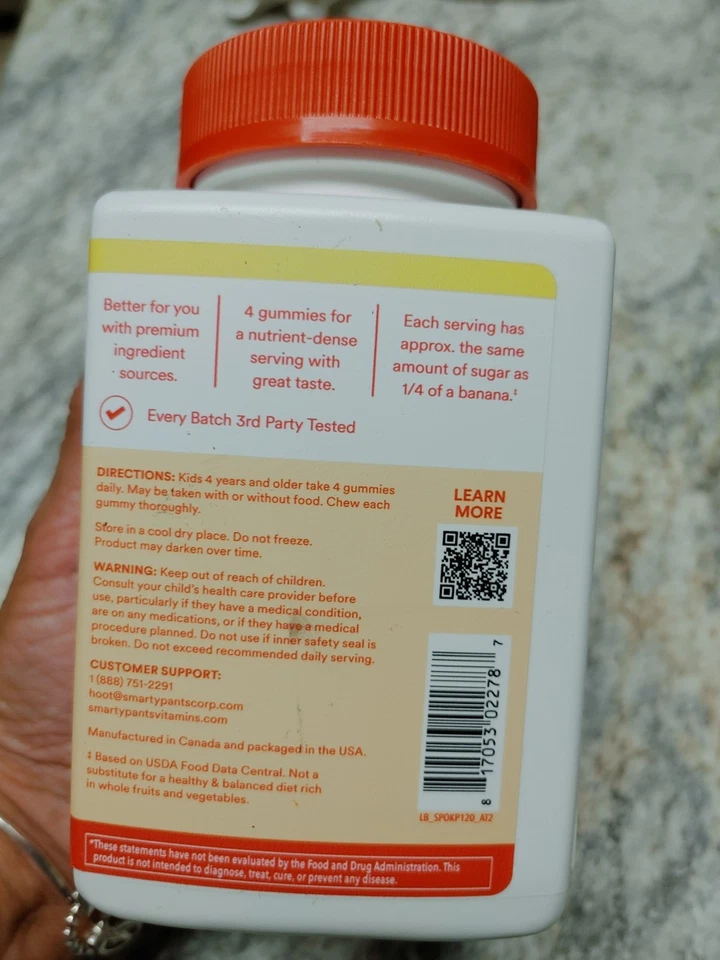 Better for you
with premium
ingredient
sources.
4 gummies for
a nutrient-dense
serving with
great taste.
Each serving has
approx. the same
amount of sugar as
1/4 of a banana.‡
Every Batch 3rd Party Tested
DIRECTIONS: Kids 4 years and older take 4 gummies
daily. May be taken with or without food. Chew each
gummy thoroughly.
Store in a cool dry place. Do not freeze.
Product may darken over time.
WARNING: Keep out of reach of children.
Consult your child's health care provider before
use, particularly if they have a medical condition,
are on any medications, or if they have a medical
procedure planned. Do not use if inner safety seal is
broken. Do not exceed recommended daily serving.
CUSTOMER SUPPORT:
1 (888) 751-2291
hoot@smartypantscorp.com
smartypantsvitamins.com
Manufactured in Canada and packaged in the USA.
‡ Based on USDA Food Data Central. Not a
substitute for a healthy & balanced diet rich
in whole fruits and vegetables.
LEARN
MORE
8 17053 02278 7
LB_SPOKP120_AT2
*These statements have not been evaluated by the Food and Drug Administration. This
product is not intended to diagnose, treat, cure, or prevent any disease.